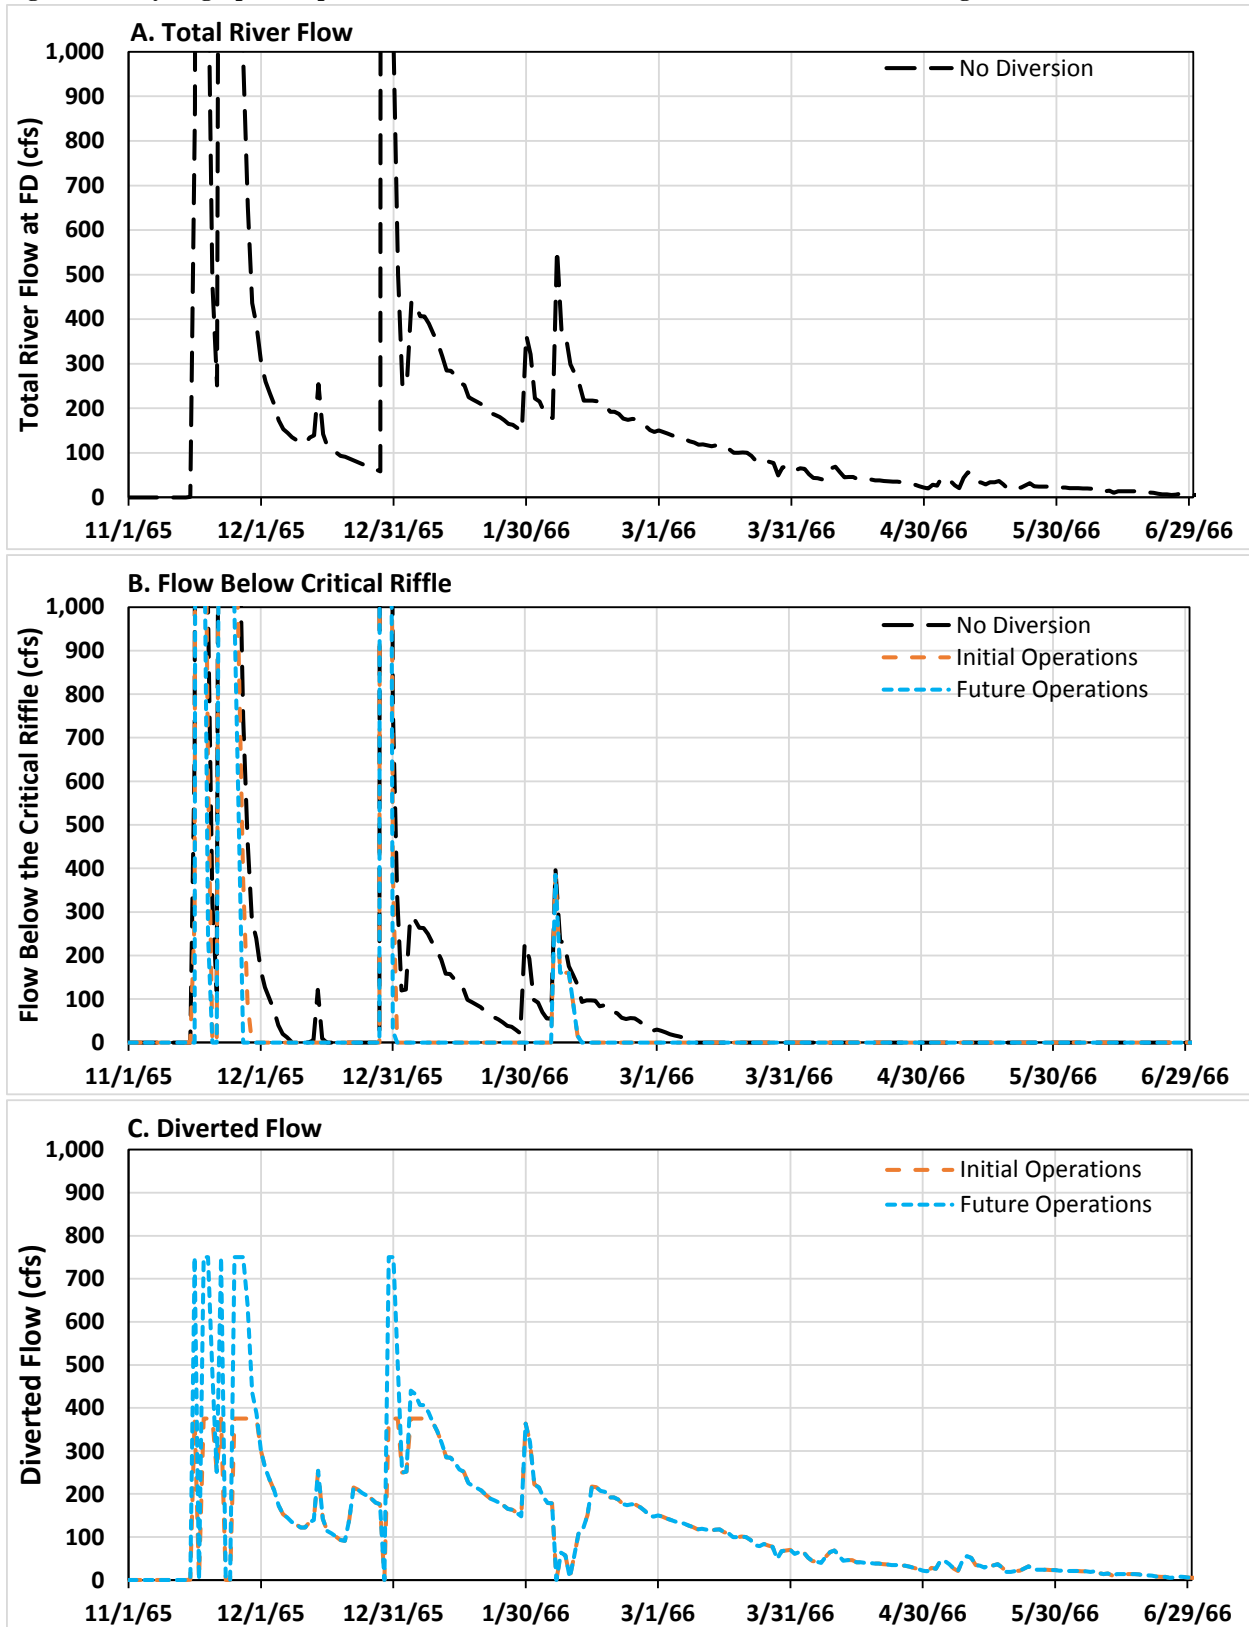 A. Total River Flow
No Diversion
Total River Flow at FD (cfs)
1,000
900
800
700
600
500
400
300
200
100
0
11/1/65 12/1/65 12/31/65 1/30/66 3/1/66 3/31/66 4/30/66 5/30/66 6/29/66
B. Flow Below Critical Riffle
No Diversion
Initial Operations
Future Operations
Flow Below the Critical Riffle (cfs)
1,000
900
800
700
600
500
400
300
200
100
0
11/1/65 12/1/65 12/31/65 1/30/66 3/1/66 3/31/66 4/30/66 5/30/66 6/29/66
C. Diverted Flow
Initial Operations
Future Operations
Diverted Flow (cfs)
1,000
900
800
700
600
500
400
300
200
100
0
11/1/65 12/1/65 12/31/65 1/30/66 3/1/66 3/31/66 4/30/66 5/30/66 6/29/66